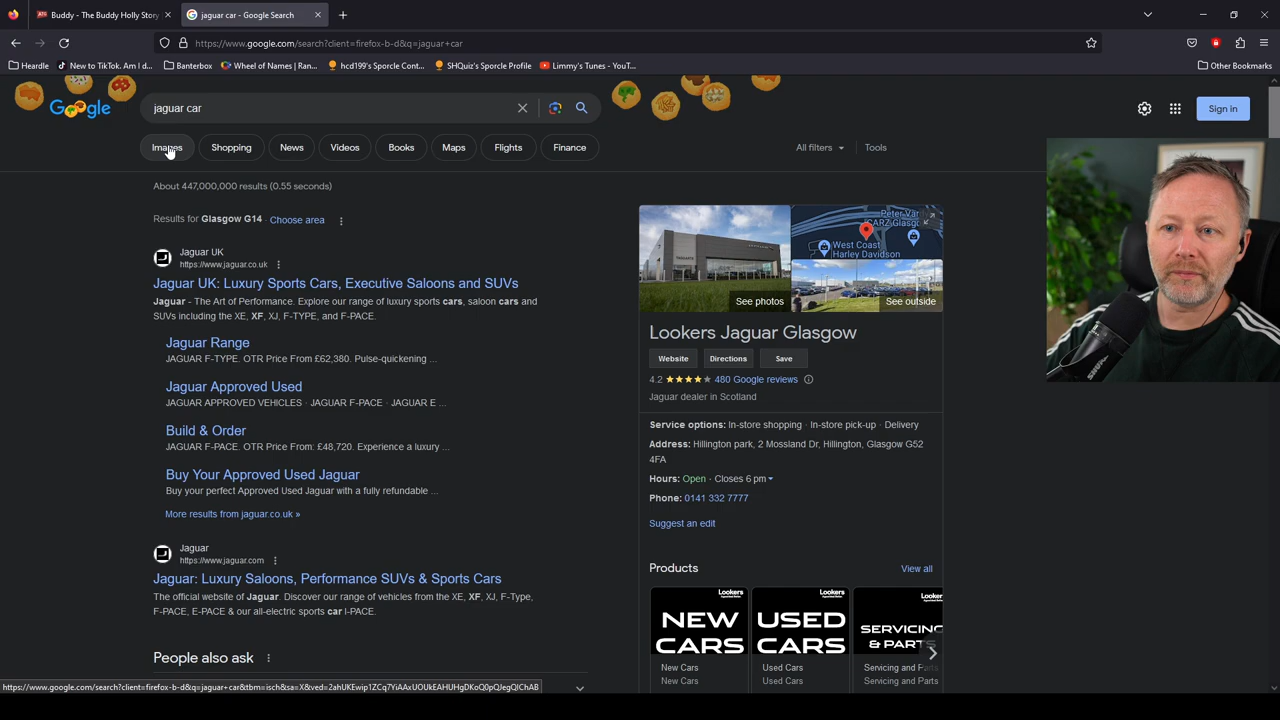 Buddy - The Buddy Holly Story
jaguar car - Google Search
https://www.google.com/search?client=firefox-b-d&q=jaguar+car
Heardle
New to TikTok. Am I d...
Banterbox
Wheel of Names | Ran...
hcd199's Sporcle Cont...
SHQuiz's Sporcle Profile
Limmy's Tunes - YouT...
Other Bookmarks
Google
jaguar car
Sign in
Images
Shopping
News
Videos
Books
Maps
Flights
Finance
All filters
Tools
About 447,000,000 results (0.55 seconds)
Results for Glasgow G14 · Choose area
Jaguar UK
https://www.jaguar.co.uk
Jaguar UK: Luxury Sports Cars, Executive Saloons and SUVs
Jaguar - The Art of Performance. Explore our range of luxury sports cars, saloon cars and
SUVs including the XE, XF, XJ, F-TYPE, and F-PACE.
Jaguar Range
JAGUAR F-TYPE. OTR Price From £62,380. Pulse-quickening ...
Jaguar Approved Used
JAGUAR APPROVED VEHICLES · JAGUAR F-PACE · JAGUAR E ...
Build & Order
JAGUAR F-PACE. OTR Price From: £48,720. Experience a luxury ...
Buy Your Approved Used Jaguar
Buy your perfect Approved Used Jaguar with a fully refundable ...
More results from jaguar.co.uk »
Jaguar
https://www.jaguar.com
Jaguar: Luxury Saloons, Performance SUVs & Sports Cars
The official website of Jaguar. Discover our range of vehicles from the XE, XF, XJ, F-Type,
F-PACE, E-PACE & our all-electric sports car I-PACE.
People also ask
Peter Var
CARZ Glasg
West Coast
Harley Davidson
See photos
See outside
Lookers Jaguar Glasgow
Website
Directions
Save
4.2
480 Google reviews
Jaguar dealer in Scotland
Service options: In-store shopping · In-store pick-up · Delivery
Address: Hillington park, 2 Mossland Dr, Hillington, Glasgow G52
4FA
Hours: Open · Closes 6 pm
Phone: 0141 332 7777
Suggest an edit
Products
View all
Lookers
NEW
CARS
Lookers
USED
CARS
Looker
SERVICING
& PARTS
New Cars
New Cars
Used Cars
Used Cars
Servicing and Parts
Servicing and Parts